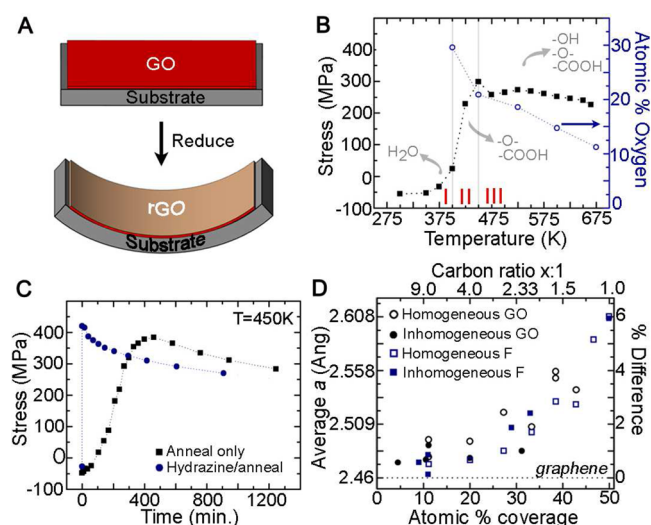 A
GO
Substrate
Reduce
rGO
Substrate
B
Stress (MPa)
400
300
200
100
0
-100
275 375 475 575 675
Temperature (K)
H₂O
-O-
-COOH
-OH
-O-
-COOH
I II III
30
20
10
0
Atomic % Oxygen
C
T=450K
Stress (MPa)
400
300
200
100
0
-100
Anneal only
Hydrazine/anneal
0 400 800 1200
Time (min.)
D
Carbon ratio x:1
9.0 4.0 2.33 1.5 1.0
Average a (Ang)
2.608
2.558
2.509
2.46
Homogeneous GO
Inhomogeneous GO
Homogeneous F
Inhomogeneous F
graphene
6
4
2
0
% Difference
0 10 20 30 40 50
Atomic % coverage